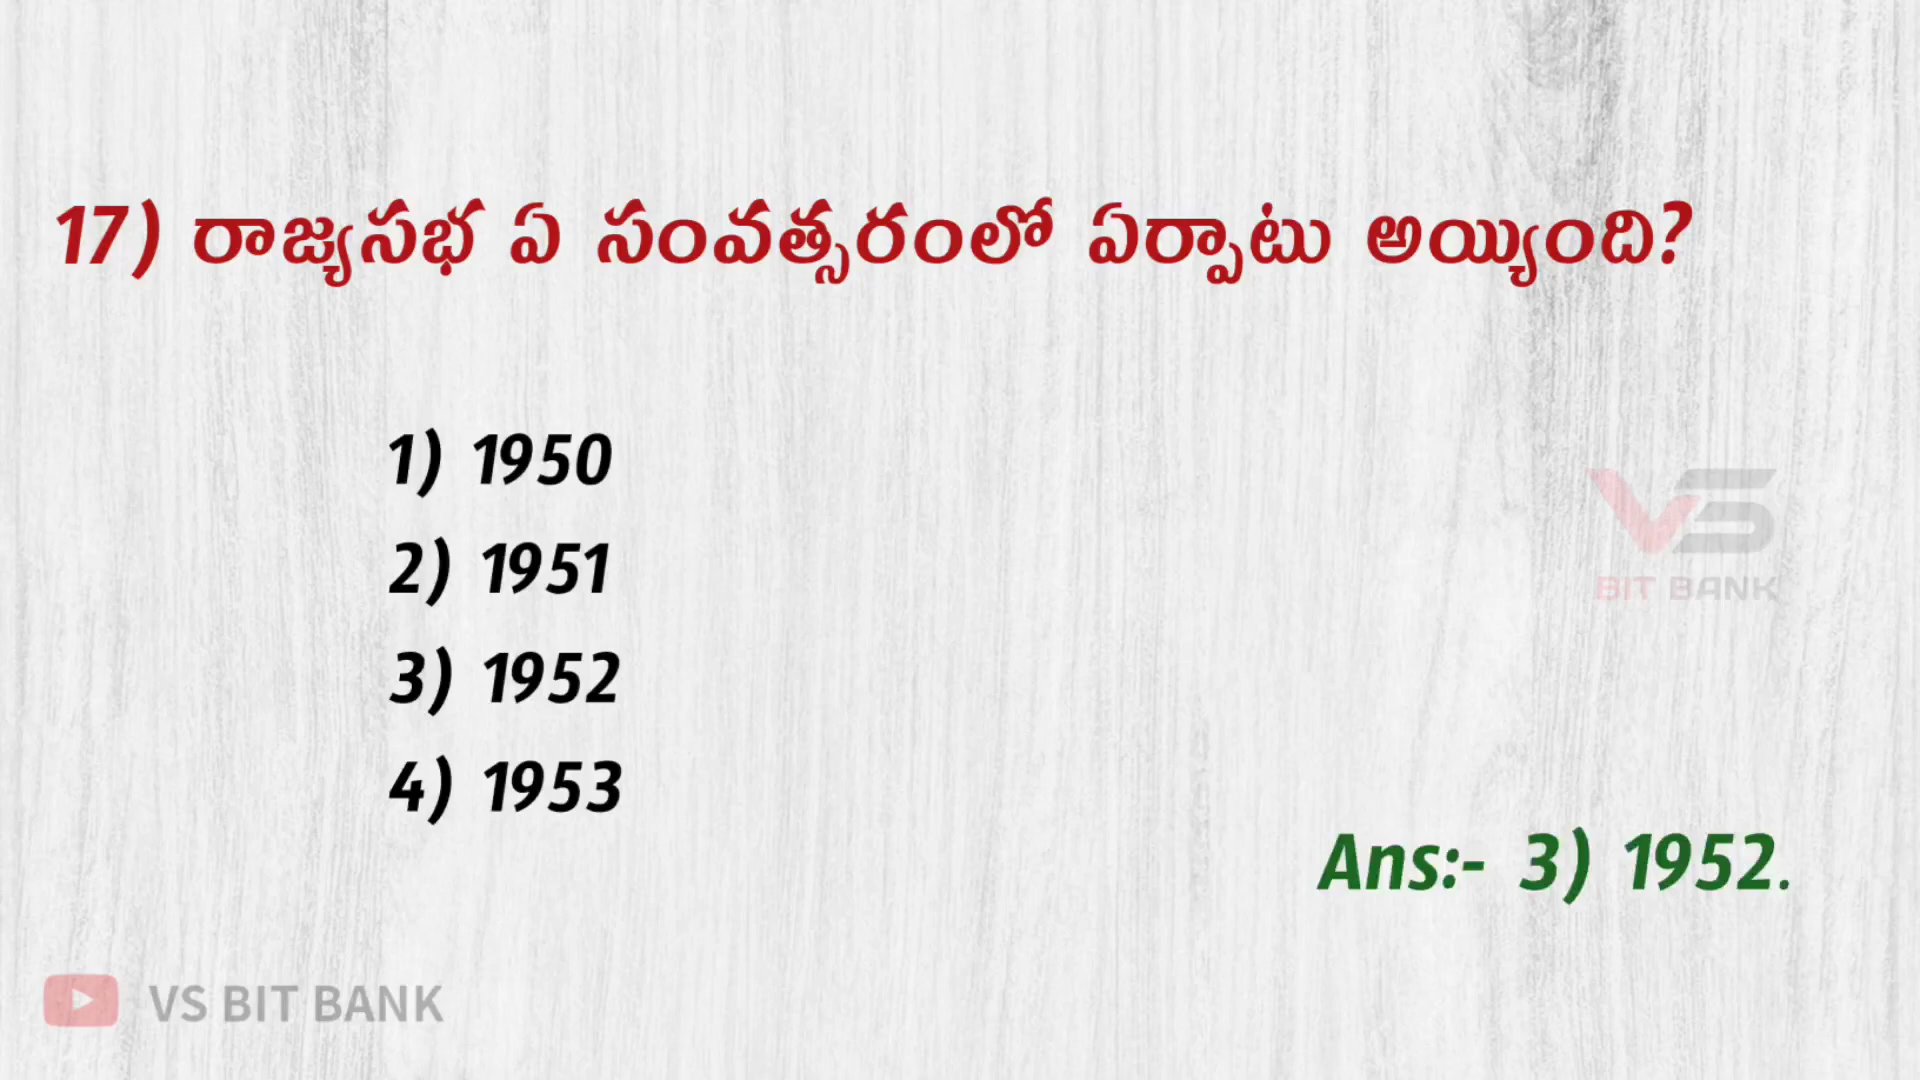 17) రాజ్యసభ ఏ సంవత్సరంలో ఏర్పాటు అయ్యింది?
1) 1950
2) 1951
3) 1952
4) 1953
VS
BIT BANK
Ans:- 3) 1952.
VS BIT BANK